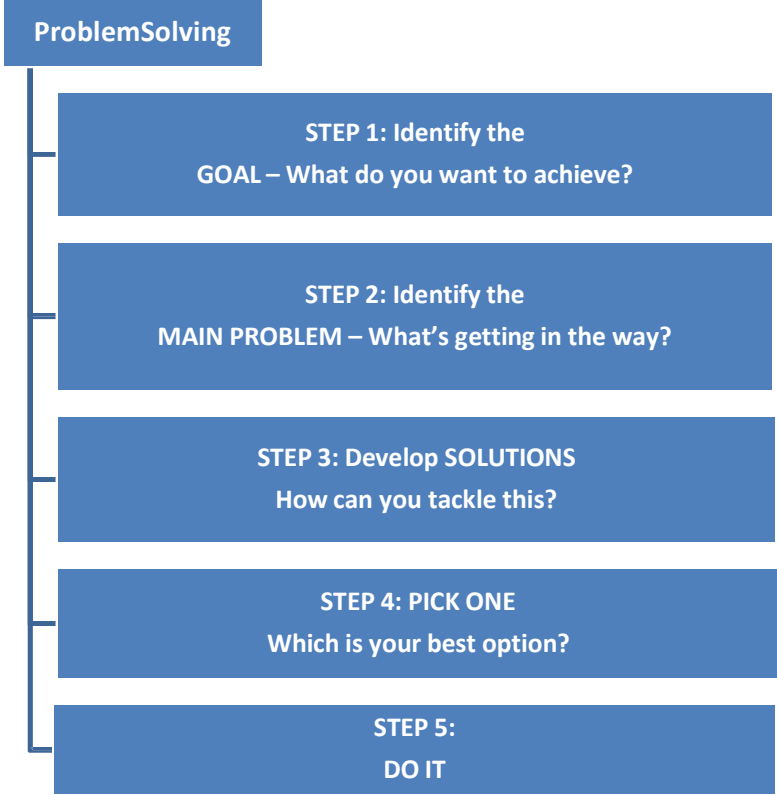 ProblemSolving
STEP 1: Identify the
GOAL – What do you want to achieve?
STEP 2: Identify the
MAIN PROBLEM – What’s getting in the way?
STEP 3: Develop SOLUTIONS
How can you tackle this?
STEP 4: PICK ONE
Which is your best option?
STEP 5:
DO IT